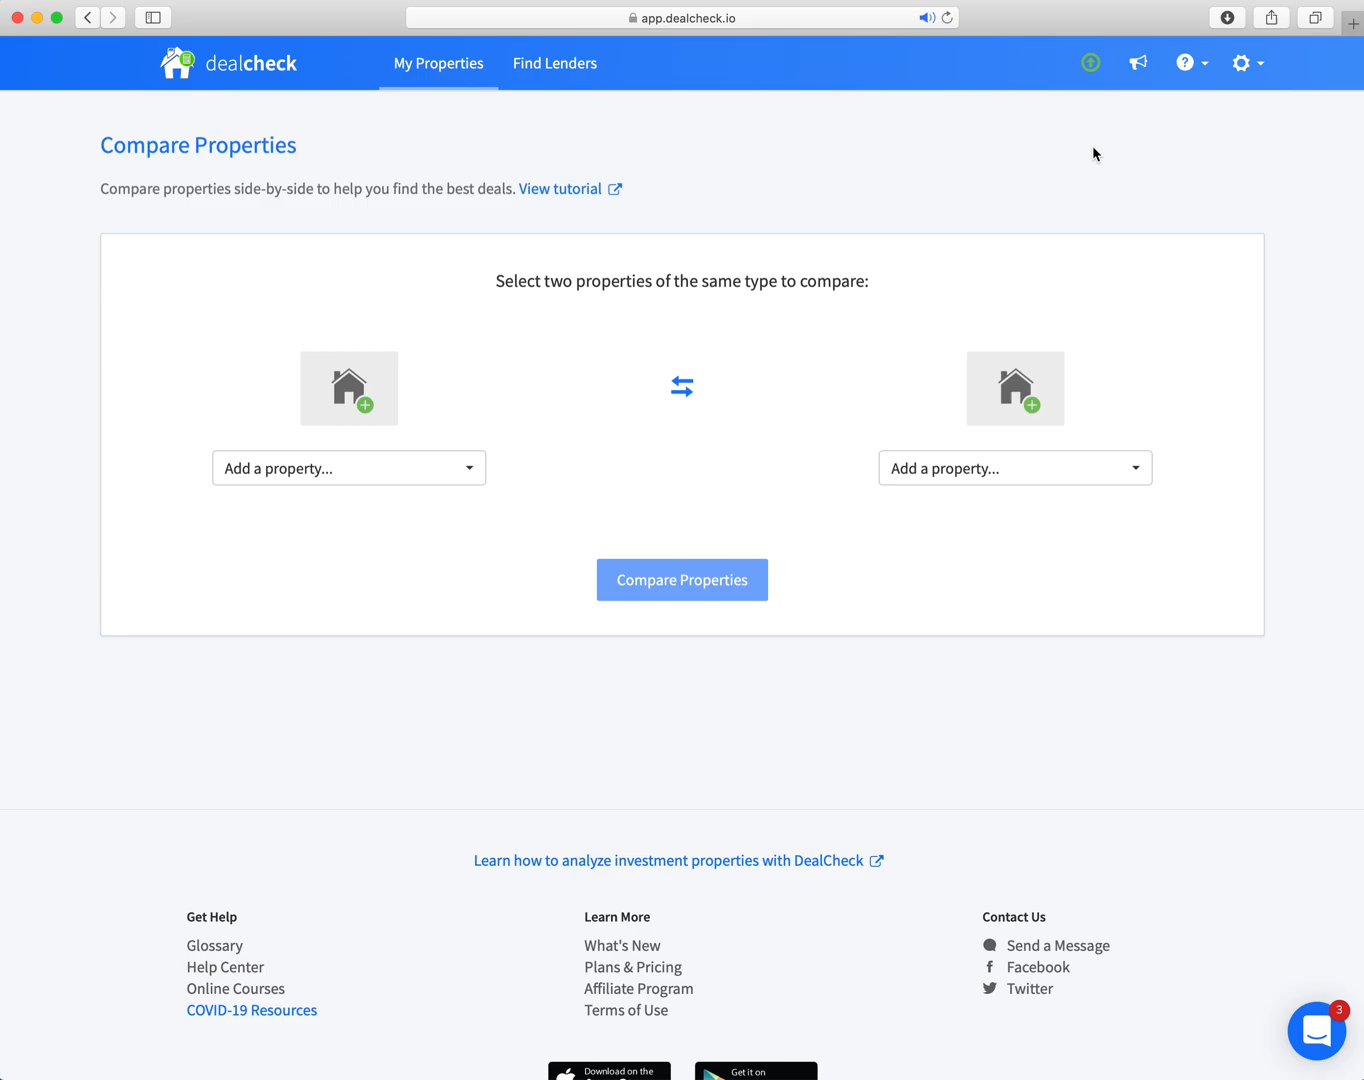 app.dealcheck.io
dealcheck
My Properties
Find Lenders
?
Compare Properties
Compare properties side-by-side to help you find the best deals. View tutorial
Select two properties of the same type to compare:
Add a property...
Add a property...
Compare Properties
Learn how to analyze investment properties with DealCheck
Get Help
Glossary
Help Center
Online Courses
COVID-19 Resources
Learn More
What's New
Plans & Pricing
Affiliate Program
Terms of Use
Contact Us
Send a Message
Facebook
Twitter
3
Download on the
Get it on